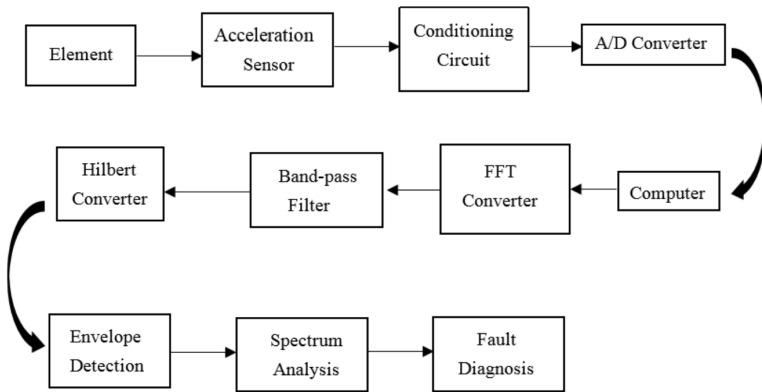 Element
Acceleration
Sensor
Conditioning
Circuit
A/D Converter
Computer
FFT
Converter
Band-pass
Filter
Hilbert
Converter
Envelope
Detection
Spectrum
Analysis
Fault
Diagnosis